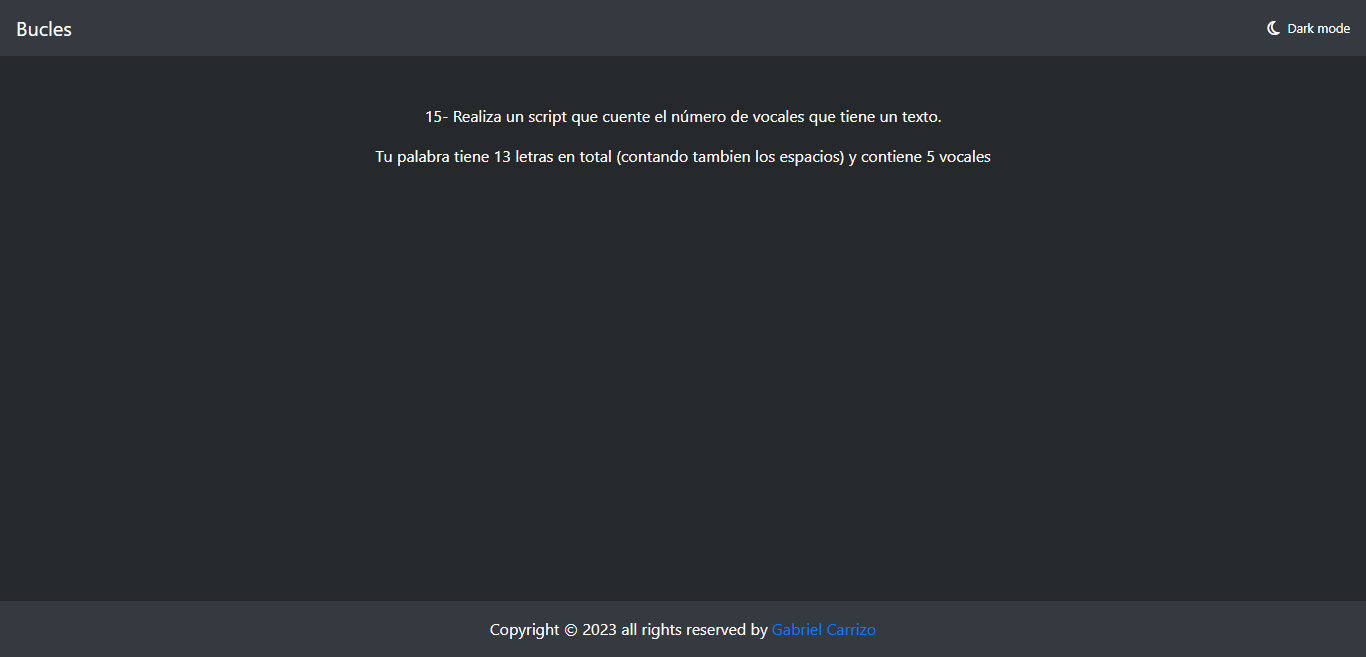 Bucles
Dark mode
15- Realiza un script que cuente el número de vocales que tiene un texto.
Tu palabra tiene 13 letras en total (contando tambien los espacios) y contiene 5 vocales
Copyright © 2023 all rights reserved by Gabriel Carrizo